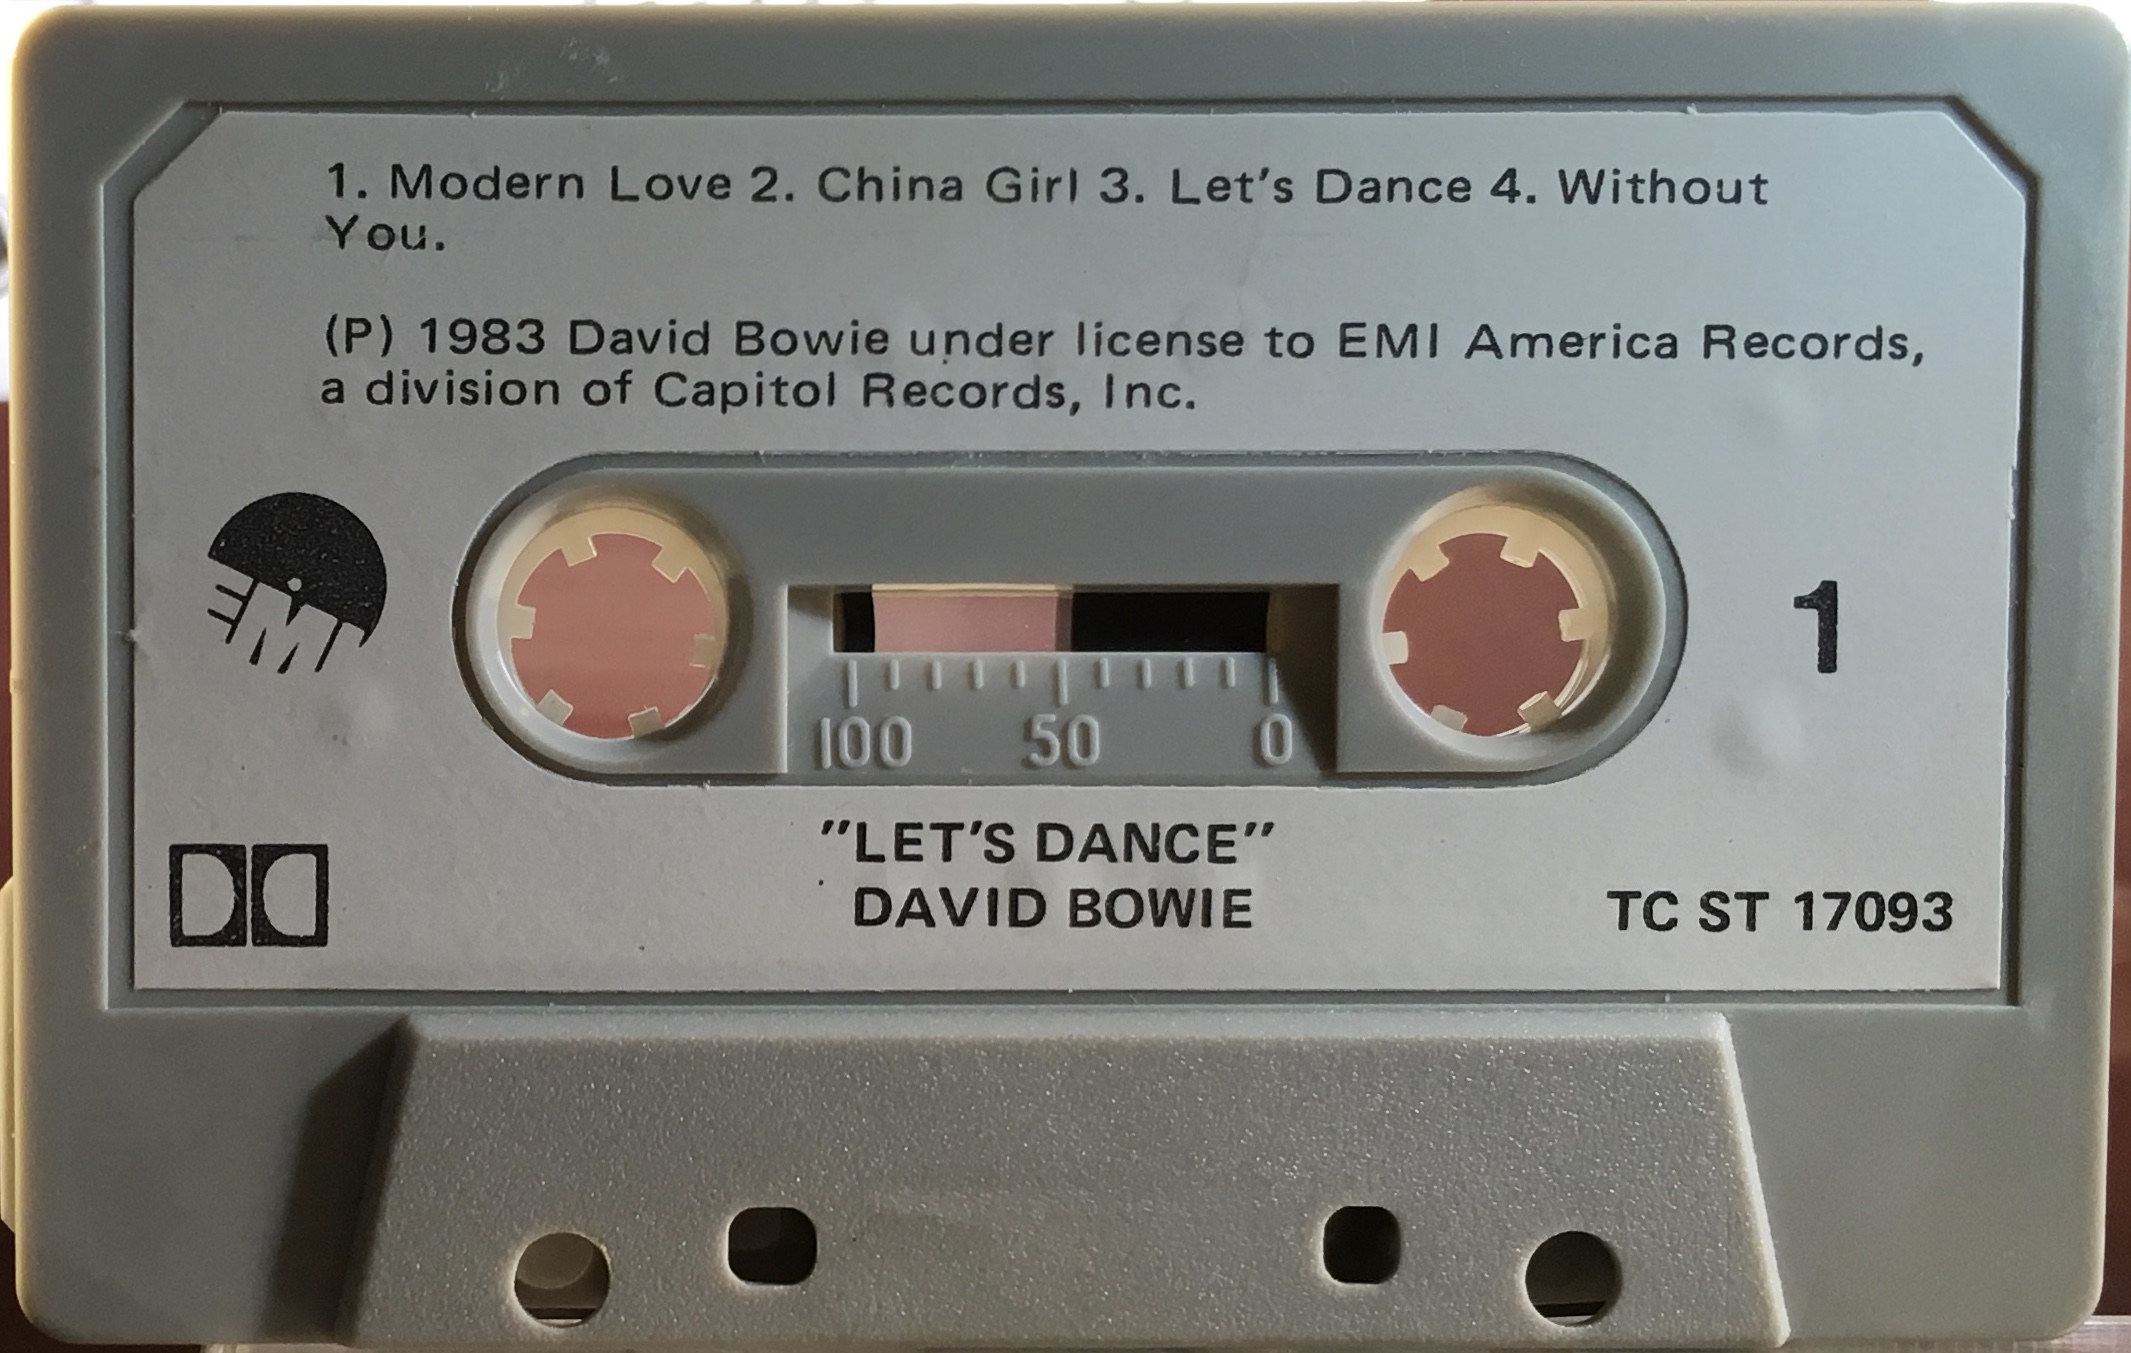 1. Modern Love 2. China Girl 3. Let's Dance 4. Without
You.
(P) 1983 David Bowie under license to EMI America Records,
a division of Capitol Records, Inc.
EMI
1
100 50 0
"LET'S DANCE"
DAVID BOWIE
TC ST 17093